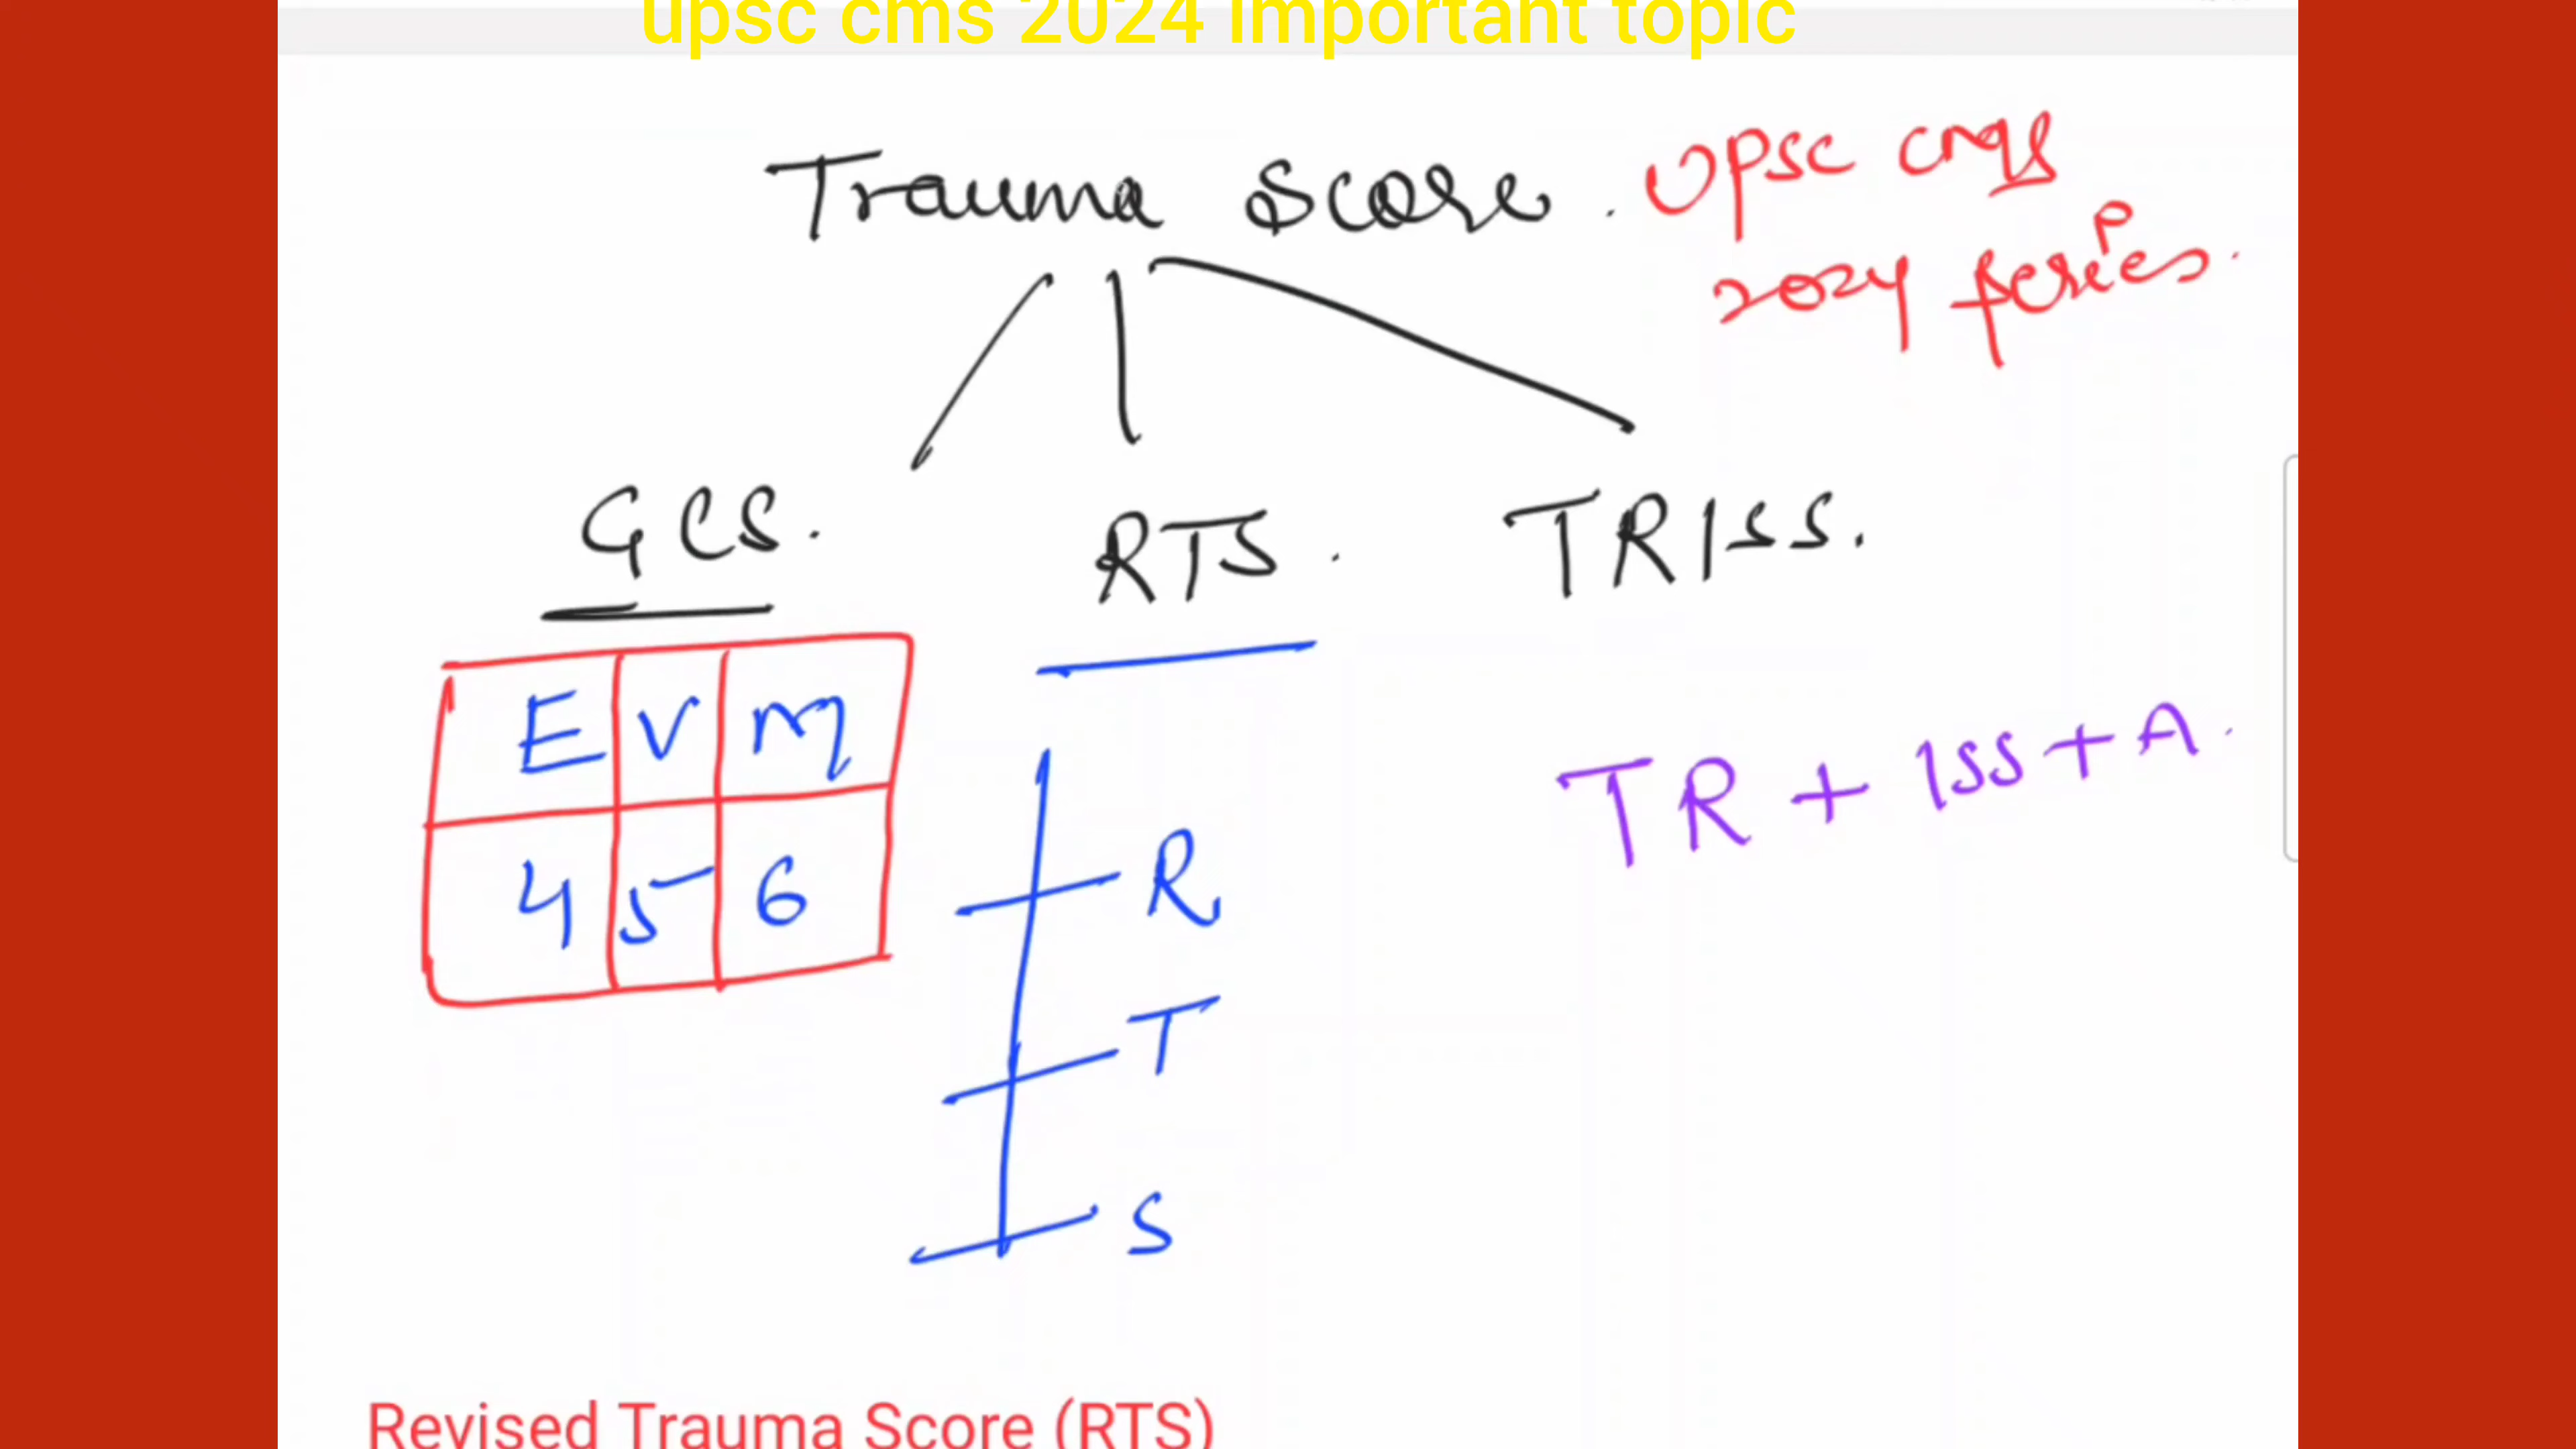 upsc cms 2024 important topic
Trauma Score. Upsc cms
2024 series.
GCS. RTS. TRISS.
E V M
4 5 6
TR + ISS + A.
R
T
S
Revised Trauma Score (RTS)